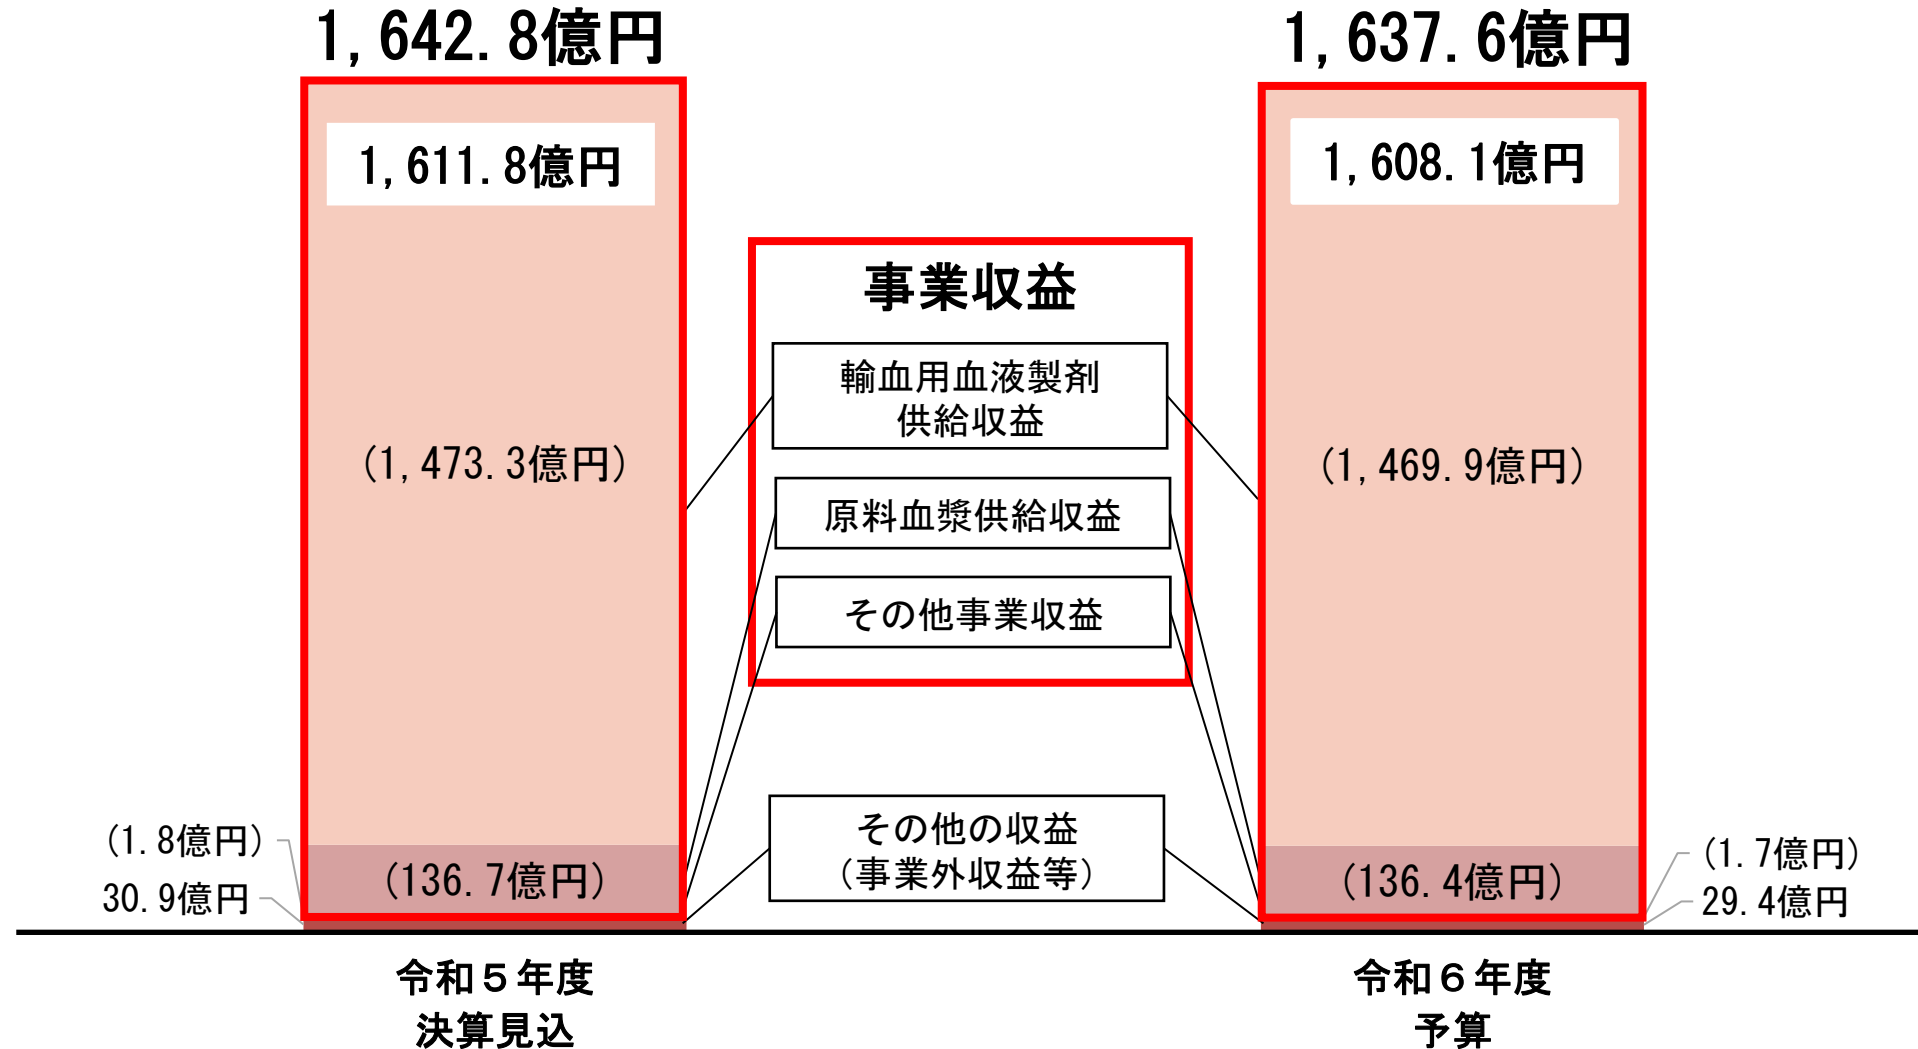 1,642.8億円
1,637.6億円
1,611.8億円
1,608.1億円
事業収益
輸血用血液製剤
供給収益
(1,473.3億円)
(1,469.9億円)
原料血漿供給収益
その他事業収益
その他の収益
(事業外収益等)
(1.8億円)
30.9億円
(136.7億円)
(136.4億円)
(1.7億円)
29.4億円
令和５年度
決算見込
令和６年度
予算